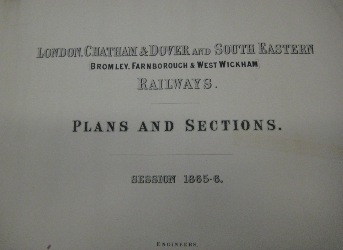 LONDON, CHATHAM & DOVER AND SOUTH EASTERN
(BROMLEY, FARNBOROUGH & WEST WICKHAM)
RAILWAYS.
PLANS AND SECTIONS.
SESSION 1865-6.
ENGINEERS.